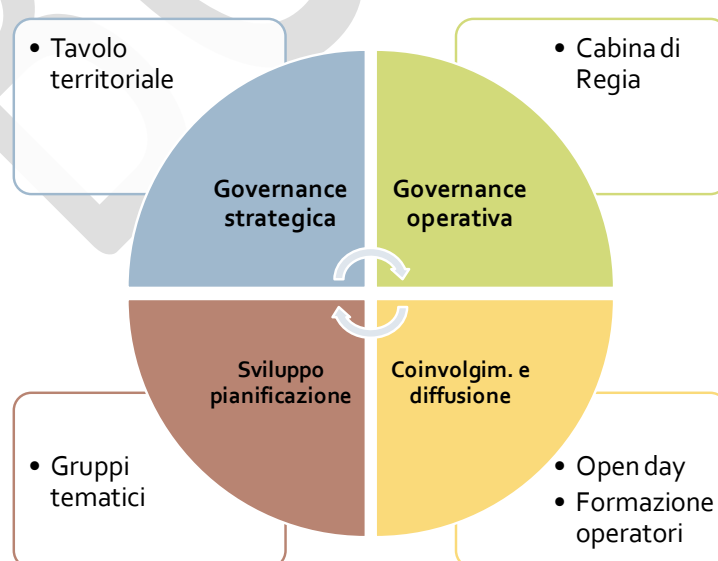 • Tavolo
territoriale
• Cabina di
Regia
Governance
strategica
Governance
operativa
Sviluppo
pianificazione
Coinvolgim. e
diffusione
• Gruppi
tematici
• Open day
• Formazione
operatori